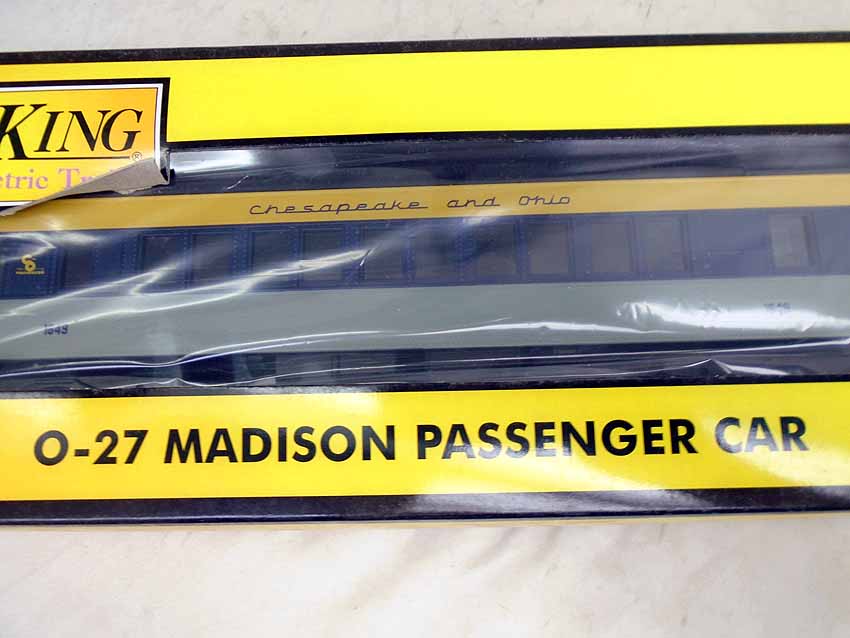 KING
®
Chesapeake and Ohio
1649
O-27 MADISON PASSENGER CAR